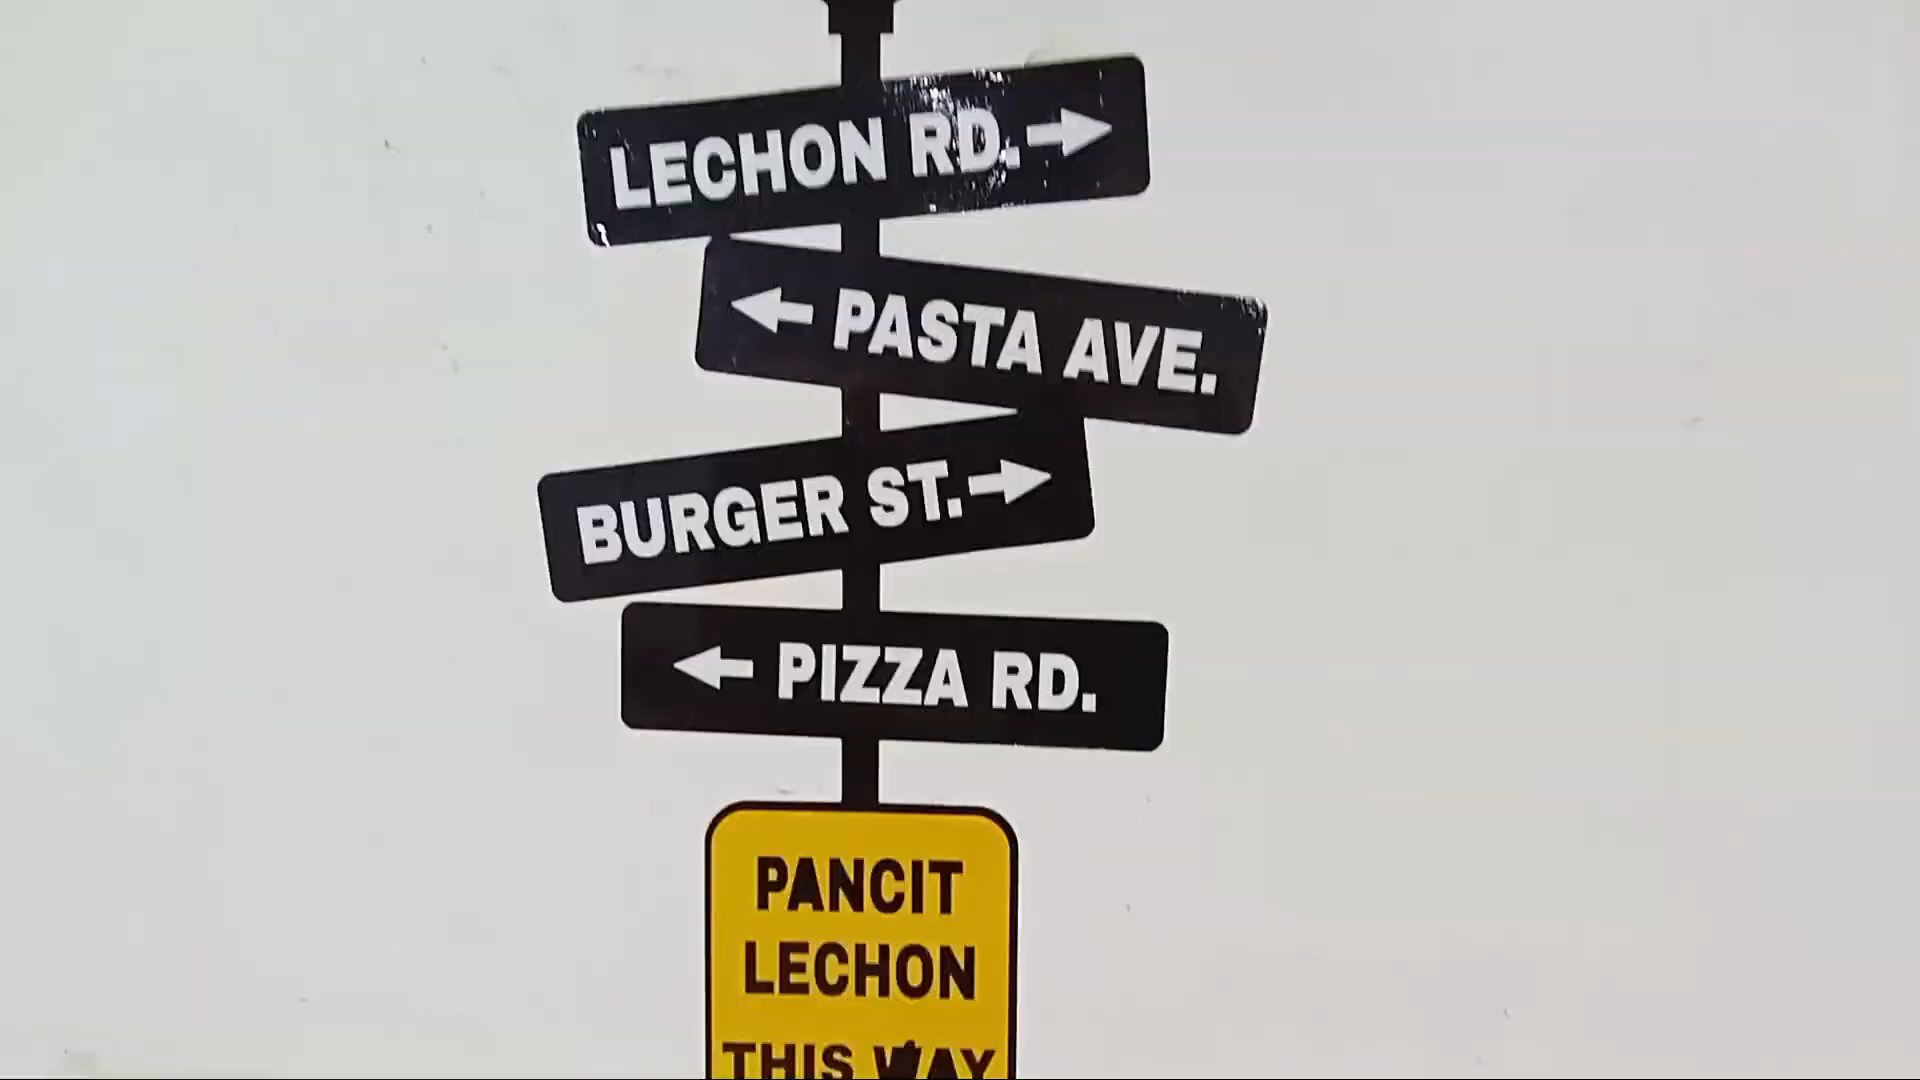 LECHON RD.
PASTA AVE.
BURGER ST.
PIZZA RD.
PANCIT
LECHON
THIS WAY